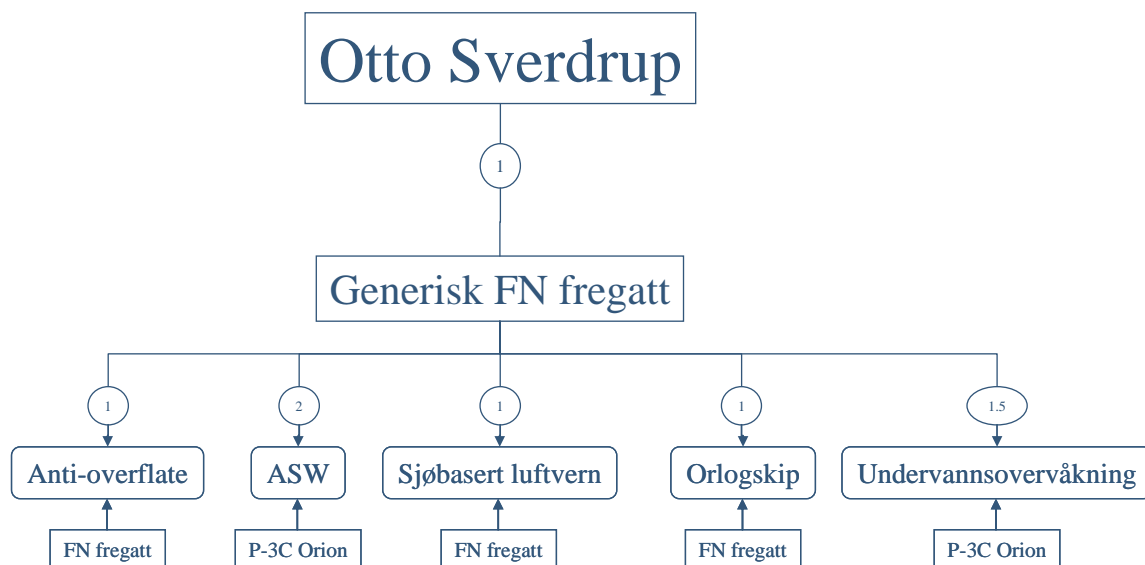 Otto Sverdrup
1
Generisk FN fregatt
1
2
1
1
1.5
Anti-overflate
ASW
Sjøbasert luftvern
Orlogskip
Undervannsovervåkning
FN fregatt
P-3C Orion
FN fregatt
FN fregatt
P-3C Orion